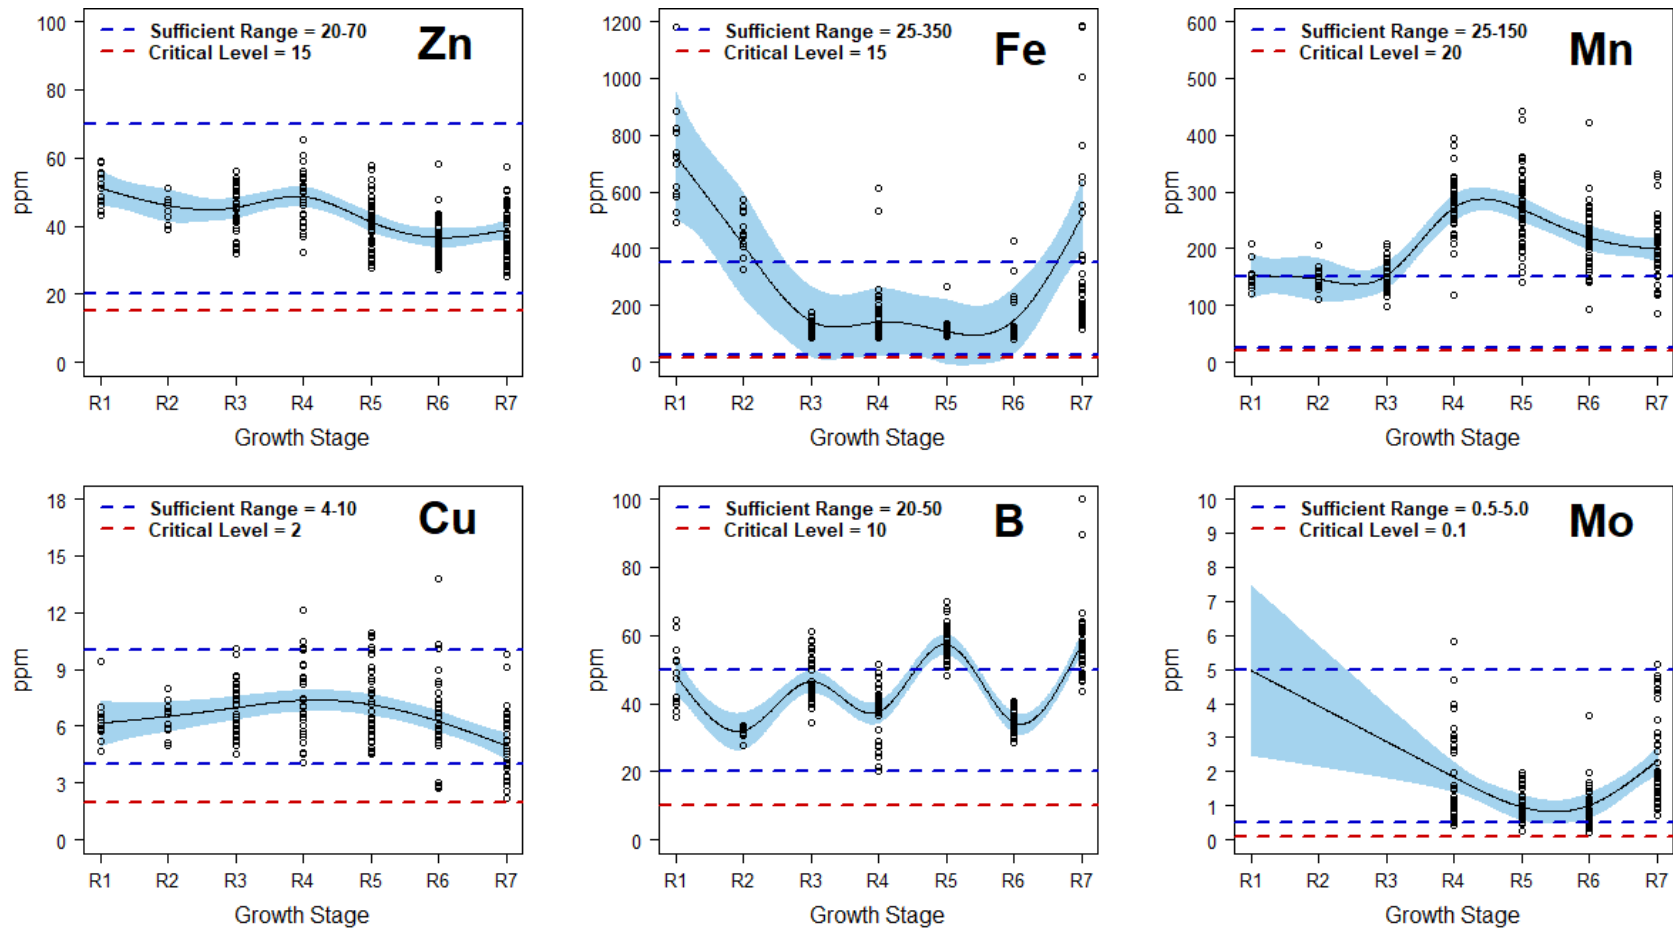 Zn
Sufficient Range = 20-70
Critical Level = 15
100
80
60
40
20
0
ppm
R1 R2 R3 R4 R5 R6 R7
Growth Stage
Fe
Sufficient Range = 25-350
Critical Level = 15
1200
1000
800
600
400
200
0
ppm
R1 R2 R3 R4 R5 R6 R7
Growth Stage
Mn
Sufficient Range = 25-150
Critical Level = 20
600
500
400
300
200
100
0
ppm
R1 R2 R3 R4 R5 R6 R7
Growth Stage
Cu
Sufficient Range = 4-10
Critical Level = 2
18
15
12
9
6
3
0
ppm
R1 R2 R3 R4 R5 R6 R7
Growth Stage
B
Sufficient Range = 20-50
Critical Level = 10
100
80
60
40
20
0
ppm
R1 R2 R3 R4 R5 R6 R7
Growth Stage
Mo
Sufficient Range = 0.5-5.0
Critical Level = 0.1
10
9
8
7
6
5
4
3
2
1
0
ppm
R1 R2 R3 R4 R5 R6 R7
Growth Stage